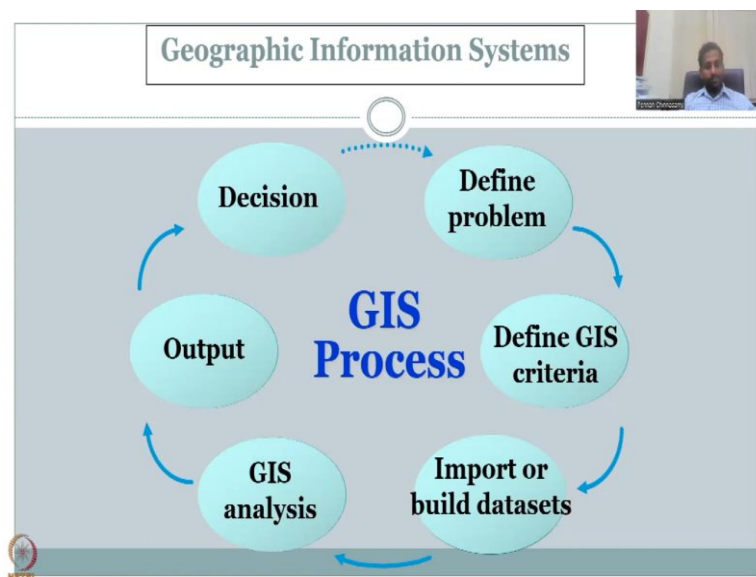 Geographic Information Systems
Decision
Define
problem
GIS
Process
Output
Define GIS
criteria
GIS
analysis
Import or
build datasets